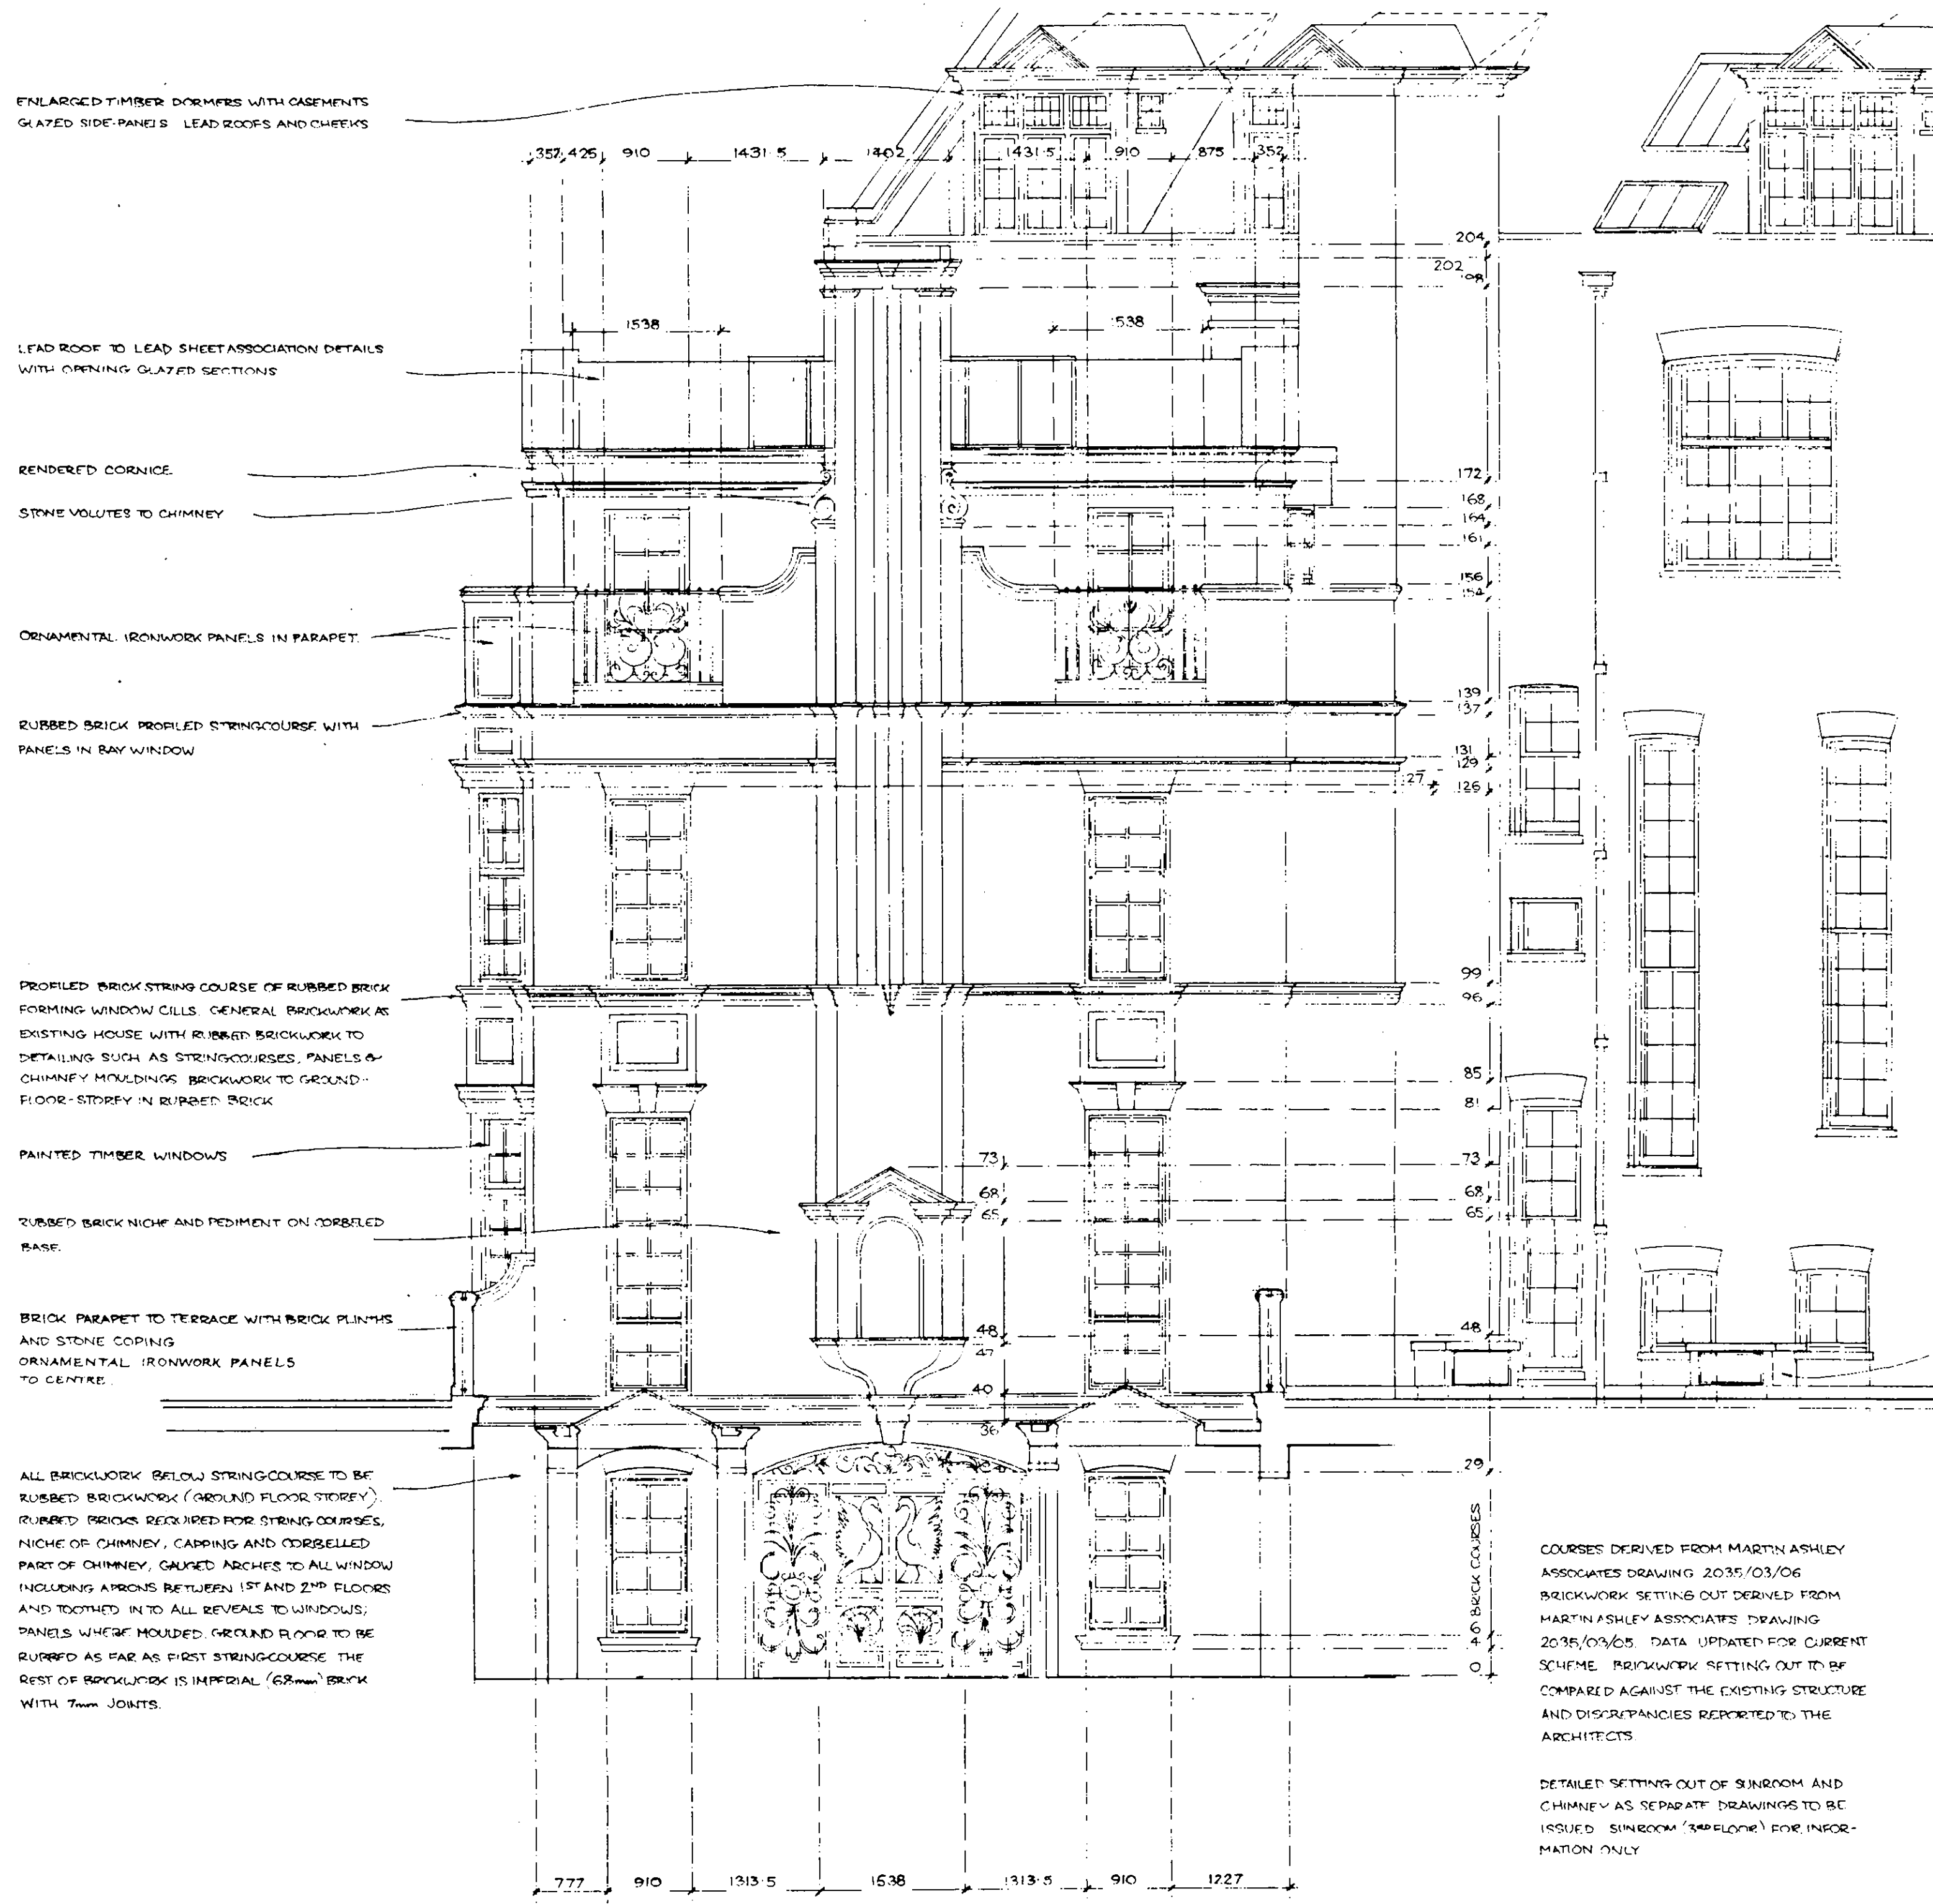 ENLARGED TIMBER DORMERS WITH CASEMENTS
GLAZED SIDE-PANELS LEAD ROOFS AND CHEEKS
352 425 910 1431·5 1402 1431·5 910 875 352
204
202
198
1538 1538
LEAD ROOF TO LEAD SHEET ASSOCIATION DETAILS
WITH OPENING GLAZED SECTIONS
RENDERED CORNICE
172
168
STONE VOLUTES TO CHIMNEY
164
161
156
154
ORNAMENTAL IRONWORK PANELS IN PARAPET.
139
137
RUBBED BRICK PROFILED STRINGCOURSE WITH
PANELS IN BAY WINDOW
131
129
127 126
99
96
PROFILED BRICK STRING COURSE OF RUBBED BRICK
FORMING WINDOW CILLS. GENERAL BRICKWORK AS
EXISTING HOUSE WITH RUBBED BRICKWORK TO
DETAILING SUCH AS STRINGCOURSES, PANELS &
CHIMNEY MOULDINGS BRICKWORK TO GROUND-
FLOOR-STOREY IN RUBBED BRICK
85
81
PAINTED TIMBER WINDOWS
73 73
68 68
65 65
RUBBED BRICK NICHE AND PEDIMENT ON CORBELED
BASE.
BRICK PARAPET TO TERRACE WITH BRICK PLINTHS
AND STONE COPING
ORNAMENTAL IRONWORK PANELS
TO CENTRE.
48 48
47
40
36
29
ALL BRICKWORK BELOW STRINGCOURSE TO BE
RUBBED BRICKWORK (GROUND FLOOR STOREY).
RUBBED BRICKS REQUIRED FOR STRING COURSES,
NICHE OF CHIMNEY, CAPPING AND CORBELLED
PART OF CHIMNEY, GAUGED ARCHES TO ALL WINDOW
INCLUDING APRONS BETWEEN 1ST AND 2ND FLOORS
AND TOOTHED IN TO ALL REVEALS TO WINDOWS;
PANELS WHERE MOULDED. GROUND FLOOR TO BE
RUBBED AS FAR AS FIRST STRINGCOURSE THE
REST OF BRICKWORK IS IMPERIAL (68mm) BRICK
WITH 7mm JOINTS.
0 4 6 BRICK COURSES
COURSES DERIVED FROM MARTIN ASHLEY
ASSOCIATES DRAWING 2035/03/06
BRICKWORK SETTING OUT DERIVED FROM
MARTIN ASHLEY ASSOCIATES DRAWING
2035/03/05. DATA UPDATED FOR CURRENT
SCHEME. BRICKWORK SETTING OUT TO BE
COMPARED AGAINST THE EXISTING STRUCTURE
AND DISCREPANCIES REPORTED TO THE
ARCHITECTS.
DETAILED SETTING OUT OF SUNROOM AND
CHIMNEY AS SEPARATE DRAWINGS TO BE
ISSUED SUNROOM (3RD FLOOR) FOR INFOR-
MATION ONLY
777 910 1313·5 1638 1313·5 910 1227